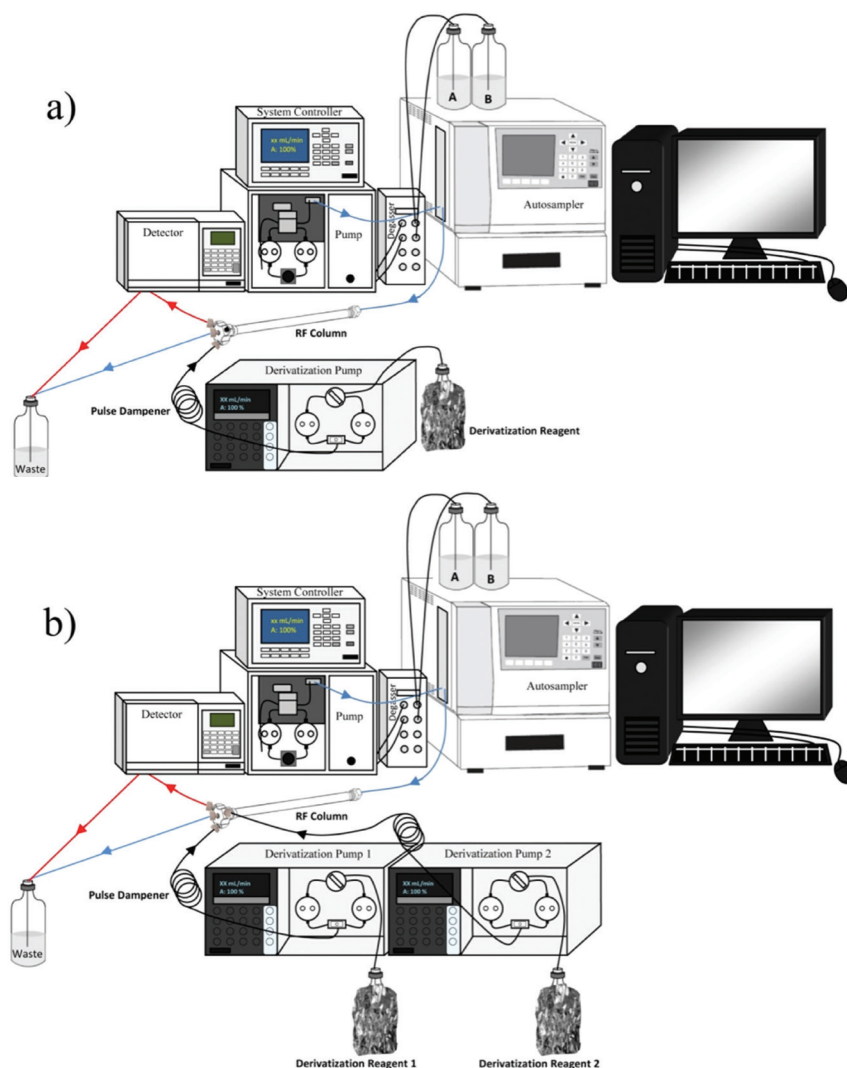 a)
A
B
System Controller
xx mL/min
A: 100%
Autosampler
Degasser
Detector
Pump
RF Column
Derivatization Pump
XX mL/min
A: 100 %
Pulse Dampener
Derivatization Reagent
Waste
b)
A
B
System Controller
xx mL/min
A: 100%
Autosampler
Degasser
Detector
Pump
RF Column
Derivatization Pump 1
Derivatization Pump 2
XX mL/min
A: 100 %
XX mL/min
A: 100 %
Pulse Dampener
Waste
Derivatization Reagent 1
Derivatization Reagent 2